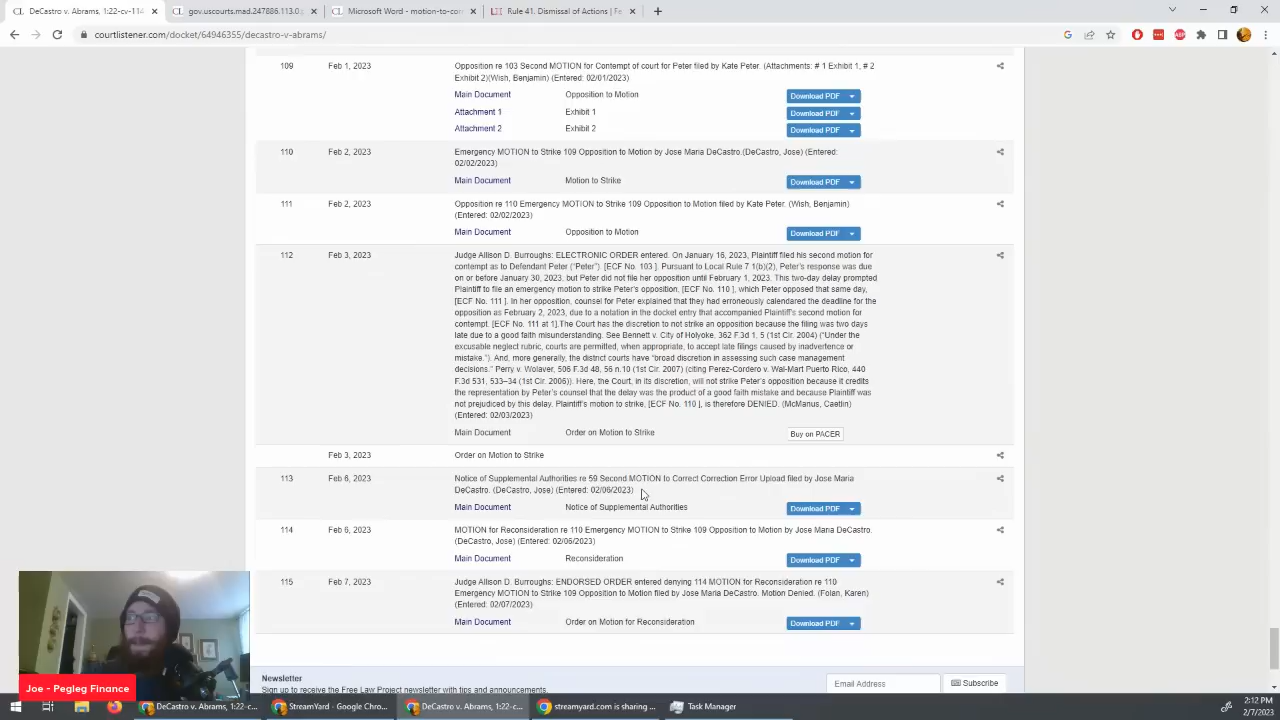 DeCastro v. Abrams, 1:22-cv-114
gov.uscourts.mad.247886.113.0
Microsoft Word - motion-to-cor
Rule 41. Dismissal of Actions | Fe
courtlistener.com/docket/64946355/decastro-v-abrams/
109 Feb 1, 2023 Opposition re 103 Second MOTION for Contempt of court for Peter filed by Kate Peter. (Attachments: # 1 Exhibit 1, # 2
Exhibit 2)(Wish, Benjamin) (Entered: 02/01/2023)
Main Document Opposition to Motion Download PDF
Attachment 1 Exhibit 1 Download PDF
Attachment 2 Exhibit 2 Download PDF
110 Feb 2, 2023 Emergency MOTION to Strike 109 Opposition to Motion by Jose Maria DeCastro.(DeCastro, Jose) (Entered:
02/02/2023)
Main Document Motion to Strike Download PDF
111 Feb 2, 2023 Opposition re 110 Emergency MOTION to Strike 109 Opposition to Motion filed by Kate Peter. (Wish, Benjamin)
(Entered: 02/02/2023)
Main Document Opposition to Motion Download PDF
112 Feb 3, 2023 Judge Allison D. Burroughs: ELECTRONIC ORDER entered. On January 16, 2023, Plaintiff filed his second motion for
contempt as to Defendant Peter ("Peter"). [ECF No. 103 ]. Pursuant to Local Rule 7.1(b)(2), Peter's response was due
on or before January 30, 2023, but Peter did not file her opposition until February 1, 2023. This two-day delay prompted
Plaintiff to file an emergency motion to strike Peter's opposition, [ECF No. 110 ], which Peter opposed that same day,
[ECF No. 111 ]. In her opposition, counsel for Peter explained that they had erroneously calendared the deadline for the
opposition as February 2, 2023, due to a notation in the docket entry that accompanied Plaintiff's second motion for
contempt. [ECF No. 111 at 1].The Court has the discretion to not strike an opposition because the filing was two days
late due to a good faith misunderstanding. See Bennett v. City of Holyoke, 362 F.3d 1, 5 (1st Cir. 2004) ("Under the
excusable neglect rubric, courts are permitted, when appropriate, to accept late filings caused by inadvertence or
mistake."). And, more generally, the district courts have "broad discretion in assessing such case management
decisions." Perry v. Wolaver, 506 F.3d 48, 56 n.10 (1st Cir. 2007) (citing Perez-Cordero v. Wal-Mart Puerto Rico, 440
F.3d 531, 533–34 (1st Cir. 2006)). Here, the Court, in its discretion, will not strike Peter's opposition because it credits
the representation by Peter's counsel that the delay was the product of a good faith mistake and because Plaintiff was
not prejudiced by this delay. Plaintiff's motion to strike, [ECF No. 110 ], is therefore DENIED. (McManus, Caetlin)
(Entered: 02/03/2023)
Main Document Order on Motion to Strike Buy on PACER
Feb 3, 2023 Order on Motion to Strike
113 Feb 6, 2023 Notice of Supplemental Authorities re 59 Second MOTION to Correct Correction Error Upload filed by Jose Maria
DeCastro. (DeCastro, Jose) (Entered: 02/06/2023)
Main Document Notice of Supplemental Authorities Download PDF
114 Feb 6, 2023 MOTION for Reconsideration re 110 Emergency MOTION to Strike 109 Opposition to Motion by Jose Maria DeCastro.
(DeCastro, Jose) (Entered: 02/06/2023)
Main Document Reconsideration Download PDF
115 Feb 7, 2023 Judge Allison D. Burroughs: ENDORSED ORDER entered denying 114 MOTION for Reconsideration re 110
Emergency MOTION to Strike 109 Opposition to Motion filed by Jose Maria DeCastro. Motion Denied. (Folan, Karen)
(Entered: 02/07/2023)
Main Document Order on Motion for Reconsideration Download PDF
Newsletter
Sign up to receive the Free Law Project newsletter with tips and announcements.
Email Address Subscribe
Joe - Pegleg Finance
DeCastro v. Abrams, 1:22-c...
StreamYard - Google Chro...
DeCastro v. Abrams, 1:22-c...
streamyard.com is sharing ...
Task Manager
2:12 PM
2/7/2023